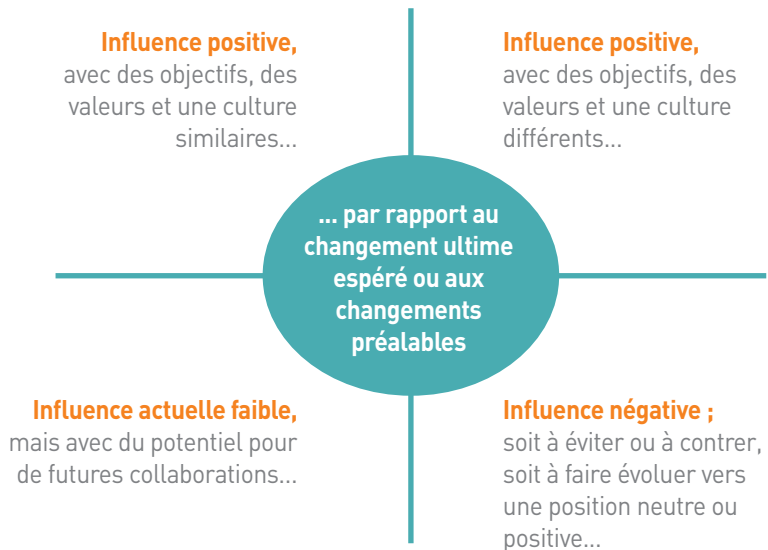 Influence positive,
avec des objectifs, des
valeurs et une culture
similaires...
Influence positive,
avec des objectifs, des
valeurs et une culture
différents...
... par rapport au
changement ultime
espéré ou aux
changements
préalables
Influence actuelle faible,
mais avec du potentiel pour
de futures collaborations...
Influence négative ;
soit à éviter ou à contrer,
soit à faire évoluer vers
une position neutre ou
positive...